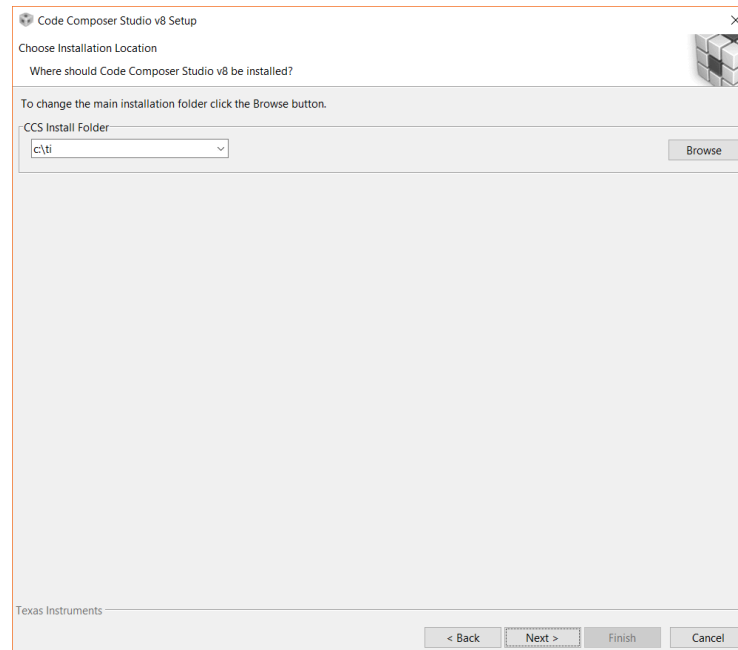 Code Composer Studio v8 Setup
Choose Installation Location
Where should Code Composer Studio v8 be installed?
To change the main installation folder click the Browse button.
CCS Install Folder
c:\ti
Browse
Texas Instruments
< Back Next > Finish Cancel